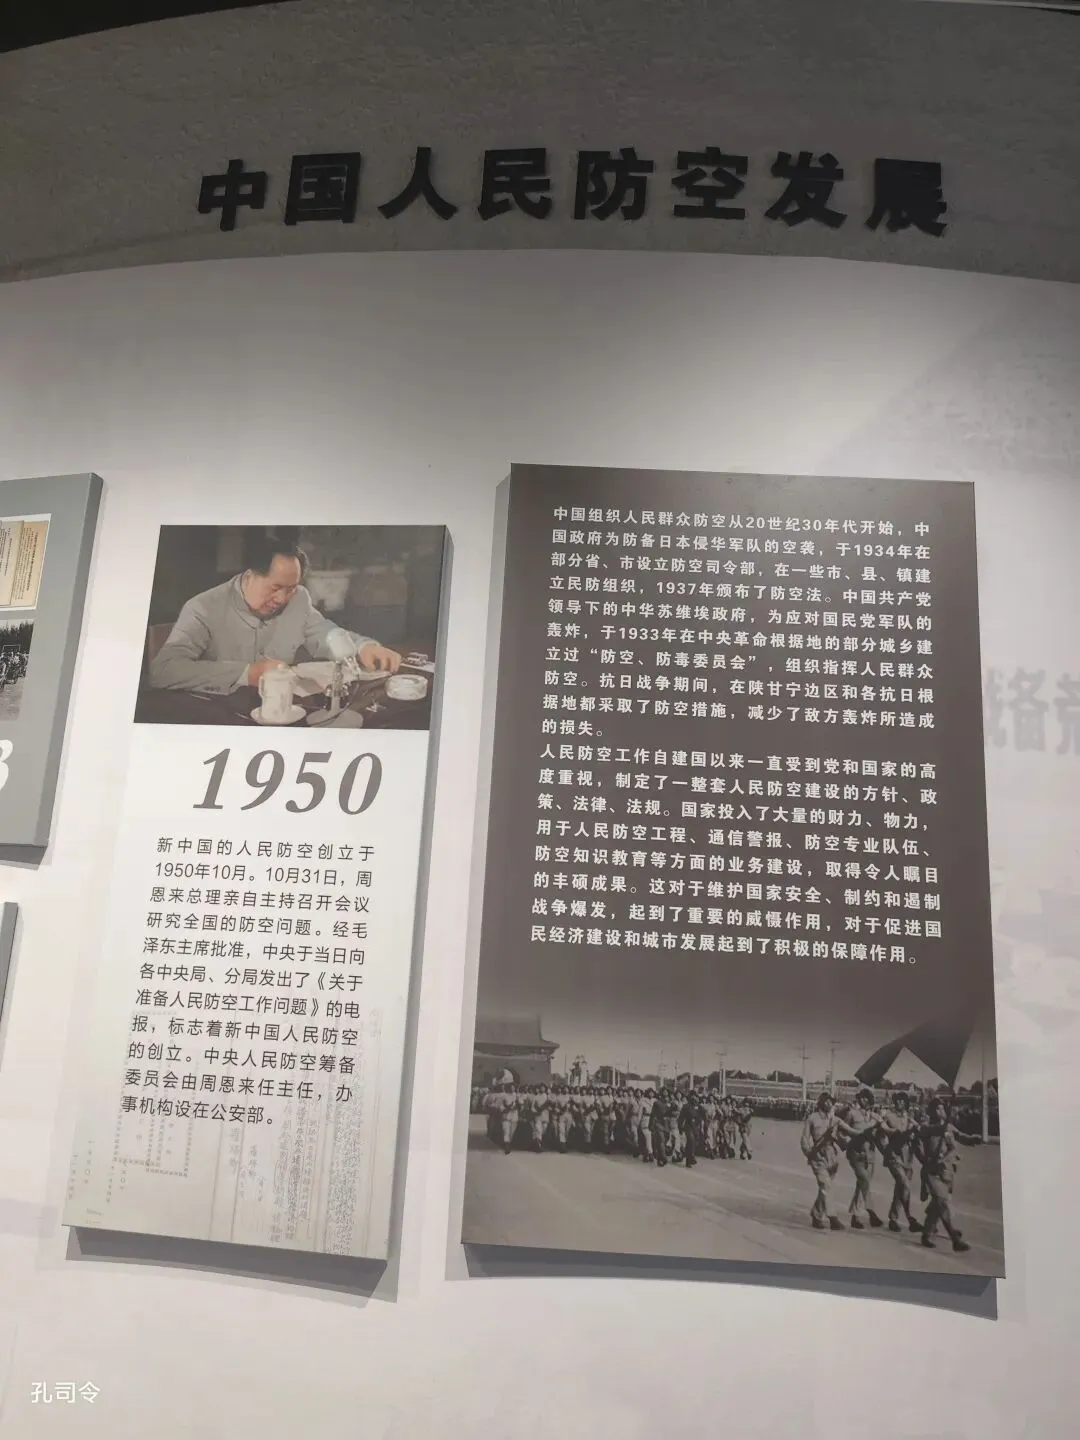 中国人民防空发展
1950
新中国的人民防空创立于
1950年10月。10月31日，周
恩来总理亲自主持召开会议
研究全国的防空问题。经毛
泽东主席批准，中央于当日向
各中央局、分局发出了《关于
准备人民防空工作问题》的电
报，标志着新中国人民防空
的创立。中央人民防空筹备
委员会由周恩来任主任，办
事机构设在公安部。
中国组织人民群众防空从20世纪30年代开始，中
国政府为防备日本侵华军队的空袭，于1934年在
部分省、市设立防空司令部，在一些市、县、镇建
立民防组织，1937年颁布了防空法。中国共产党
领导下的中华苏维埃政府，为应对国民党军队的
轰炸，于1933年在中央革命根据地的部分城乡建
立过“防空、防毒委员会”，组织指挥人民群众
防空。抗日战争期间，在陕甘宁边区和各抗日根
据地都采取了防空措施，减少了敌方轰炸所造成
的损失。
人民防空工作自建国以来一直受到党和国家的高
度重视，制定了一整套人民防空建设的方针、政
策、法律、法规。国家投入了大量的财力、物力，
用于人民防空工程、通信警报、防空专业队伍、
防空知识教育等方面的业务建设，取得令人瞩目
的丰硕成果。这对于维护国家安全、制约和遏制
战争爆发，起到了重要的威慑作用，对于促进国
民经济建设和城市发展起到了积极的保障作用。
孔司令